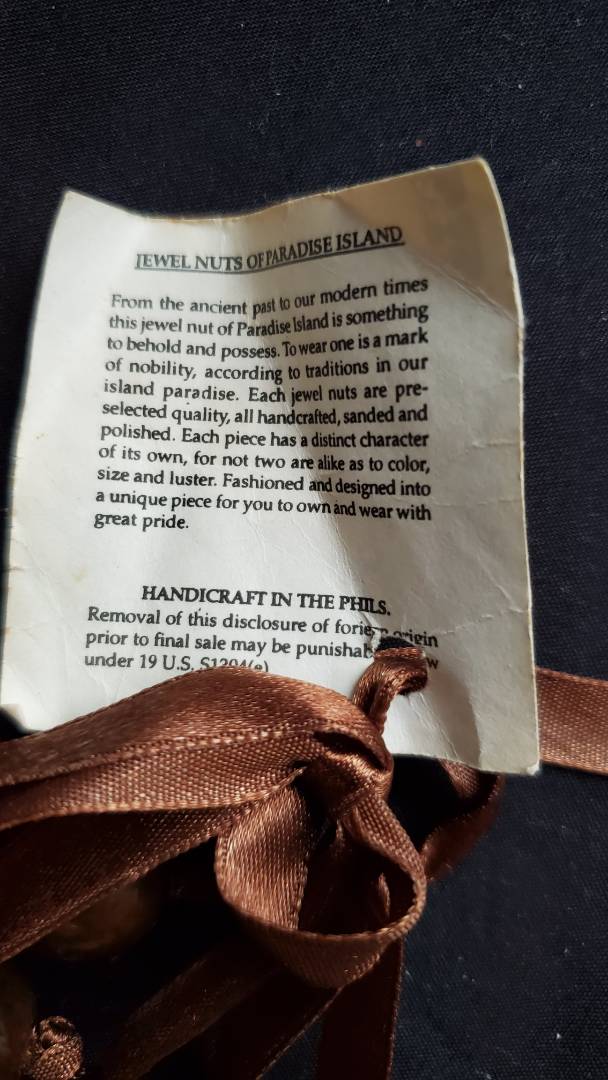 JEWEL NUTS OF PARADISE ISLAND
From the ancient past to our modern times
this jewel nut of Paradise Island is something
to behold and possess. To wear one is a mark
of nobility, according to traditions in our
island paradise. Each jewel nuts are pre-
selected quality, all handcrafted, sanded and
polished. Each piece has a distinct character
of its own, for not two are alike as to color,
size and luster. Fashioned and designed into
a unique piece for you to own and wear with
great pride.
HANDICRAFT IN THE PHILS.
Removal of this disclosure of origin
prior to final sale may be
under 19 U.S.